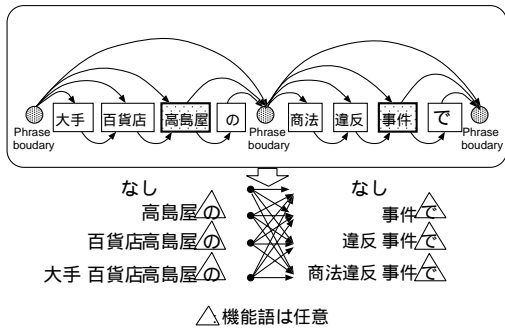 大手 百貨店 高島屋 の 商法 違反 事件 で
Phrase boudary Phrase boudary Phrase boudary
なし なし
高島屋の 事件で
百貨店高島屋の 違反 事件で
大手 百貨店高島屋の 商法違反 事件で
△機能語は任意